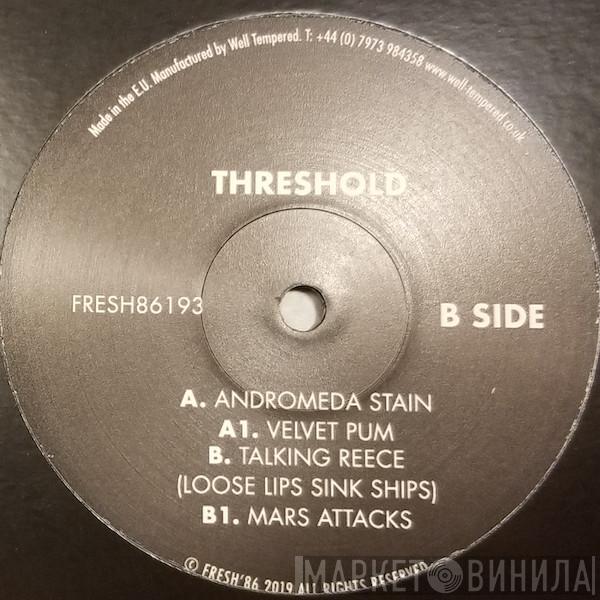 Made in the E.U. Manufactured by Well Tempered. T: +44 (0) 7973 984358 www.well-tempered.co.uk
THRESHOLD
FRESH86193
B SIDE
A. ANDROMEDA STAIN
A1. VELVET PUM
B. TALKING REECE
(LOOSE LIPS SINK SHIPS)
B1. MARS ATTACKS
© FRESH'86 2019 ALL RIGHTS RESERVED
МАРКЕТ ВИНИЛА